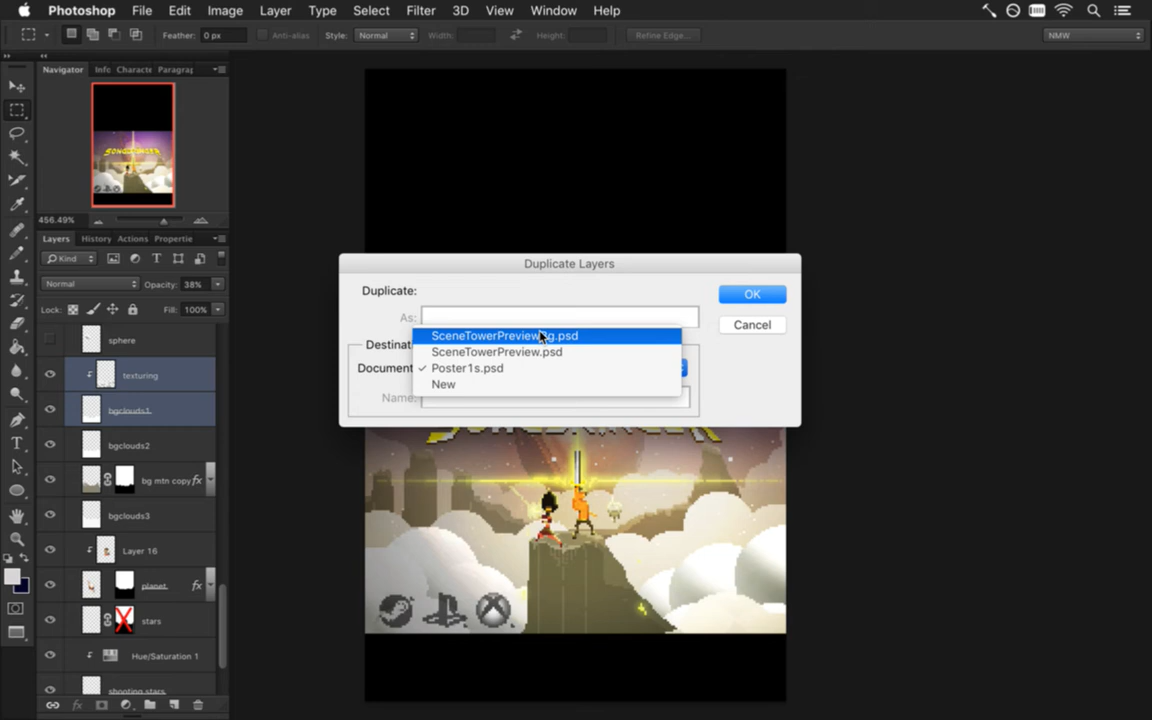 Photoshop File Edit Image Layer Type Select Filter 3D View Window Help
Feather: 0 px Anti-alias Style: Normal Width: Height: Refine Edge... NMW
Navigator Info Characte Paragra
456.49%
Layers History Actions Propertie
Kind
Normal Opacity: 38%
Lock: Fill: 100%
sphere
texturing
bgclouds1
bgclouds2
bg mtn copy fx
bgclouds3
Layer 16
planet fx
stars
Hue/Saturation 1
shooting stars
fx
Duplicate Layers
Duplicate:
As:
OK
Cancel
Destinat
Document
SceneTowerPreview
SceneTowerPreview.psd
Poster1s.psd
New
Name: